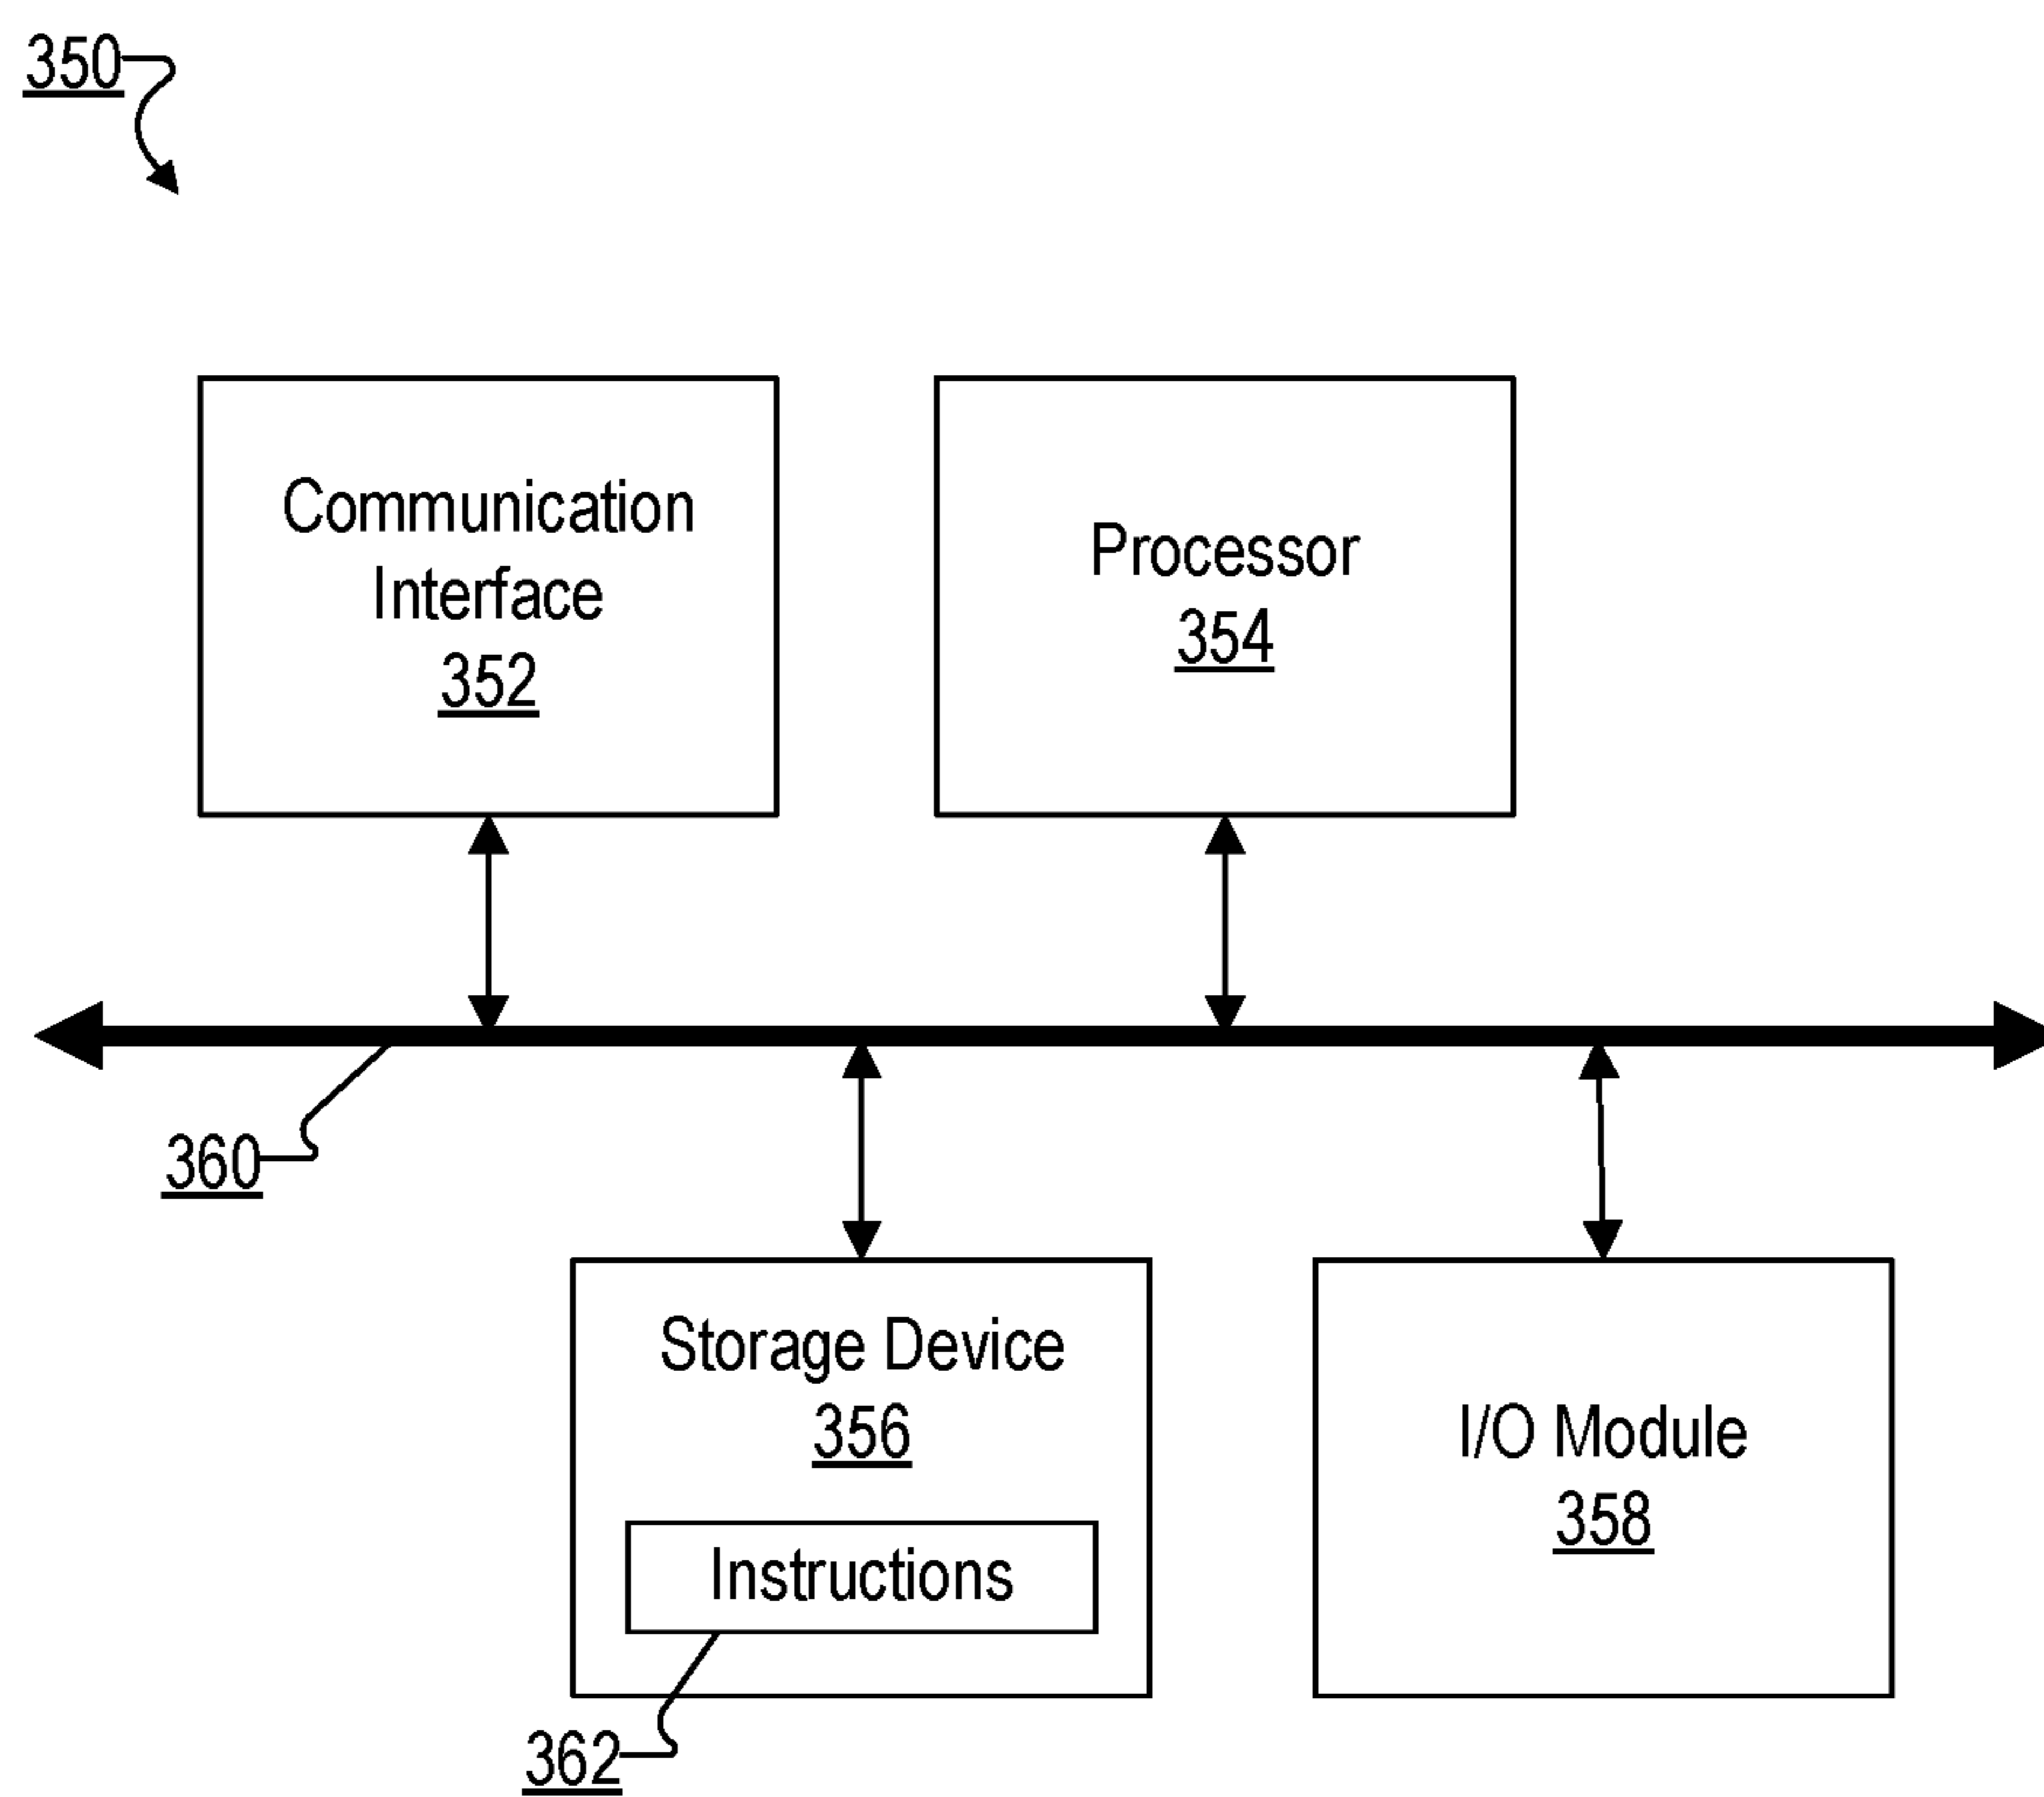 350
Communication
Interface
352
Processor
354
360
Storage Device
356
Instructions
362
I/O Module
358